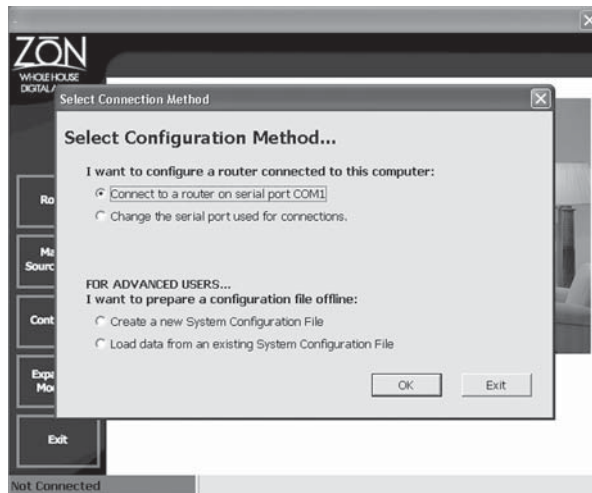 ZŌN
WHOLE HOUSE
Select Connection Method
Select Configuration Method...
I want to configure a router connected to this computer:
Connect to a router on serial port COM1
Change the serial port used for connections.
FOR ADVANCED USERS...
I want to prepare a configuration file offline:
Create a new System Configuration File
Load data from an existing System Configuration File
OK
Exit
Exit
Not Connected